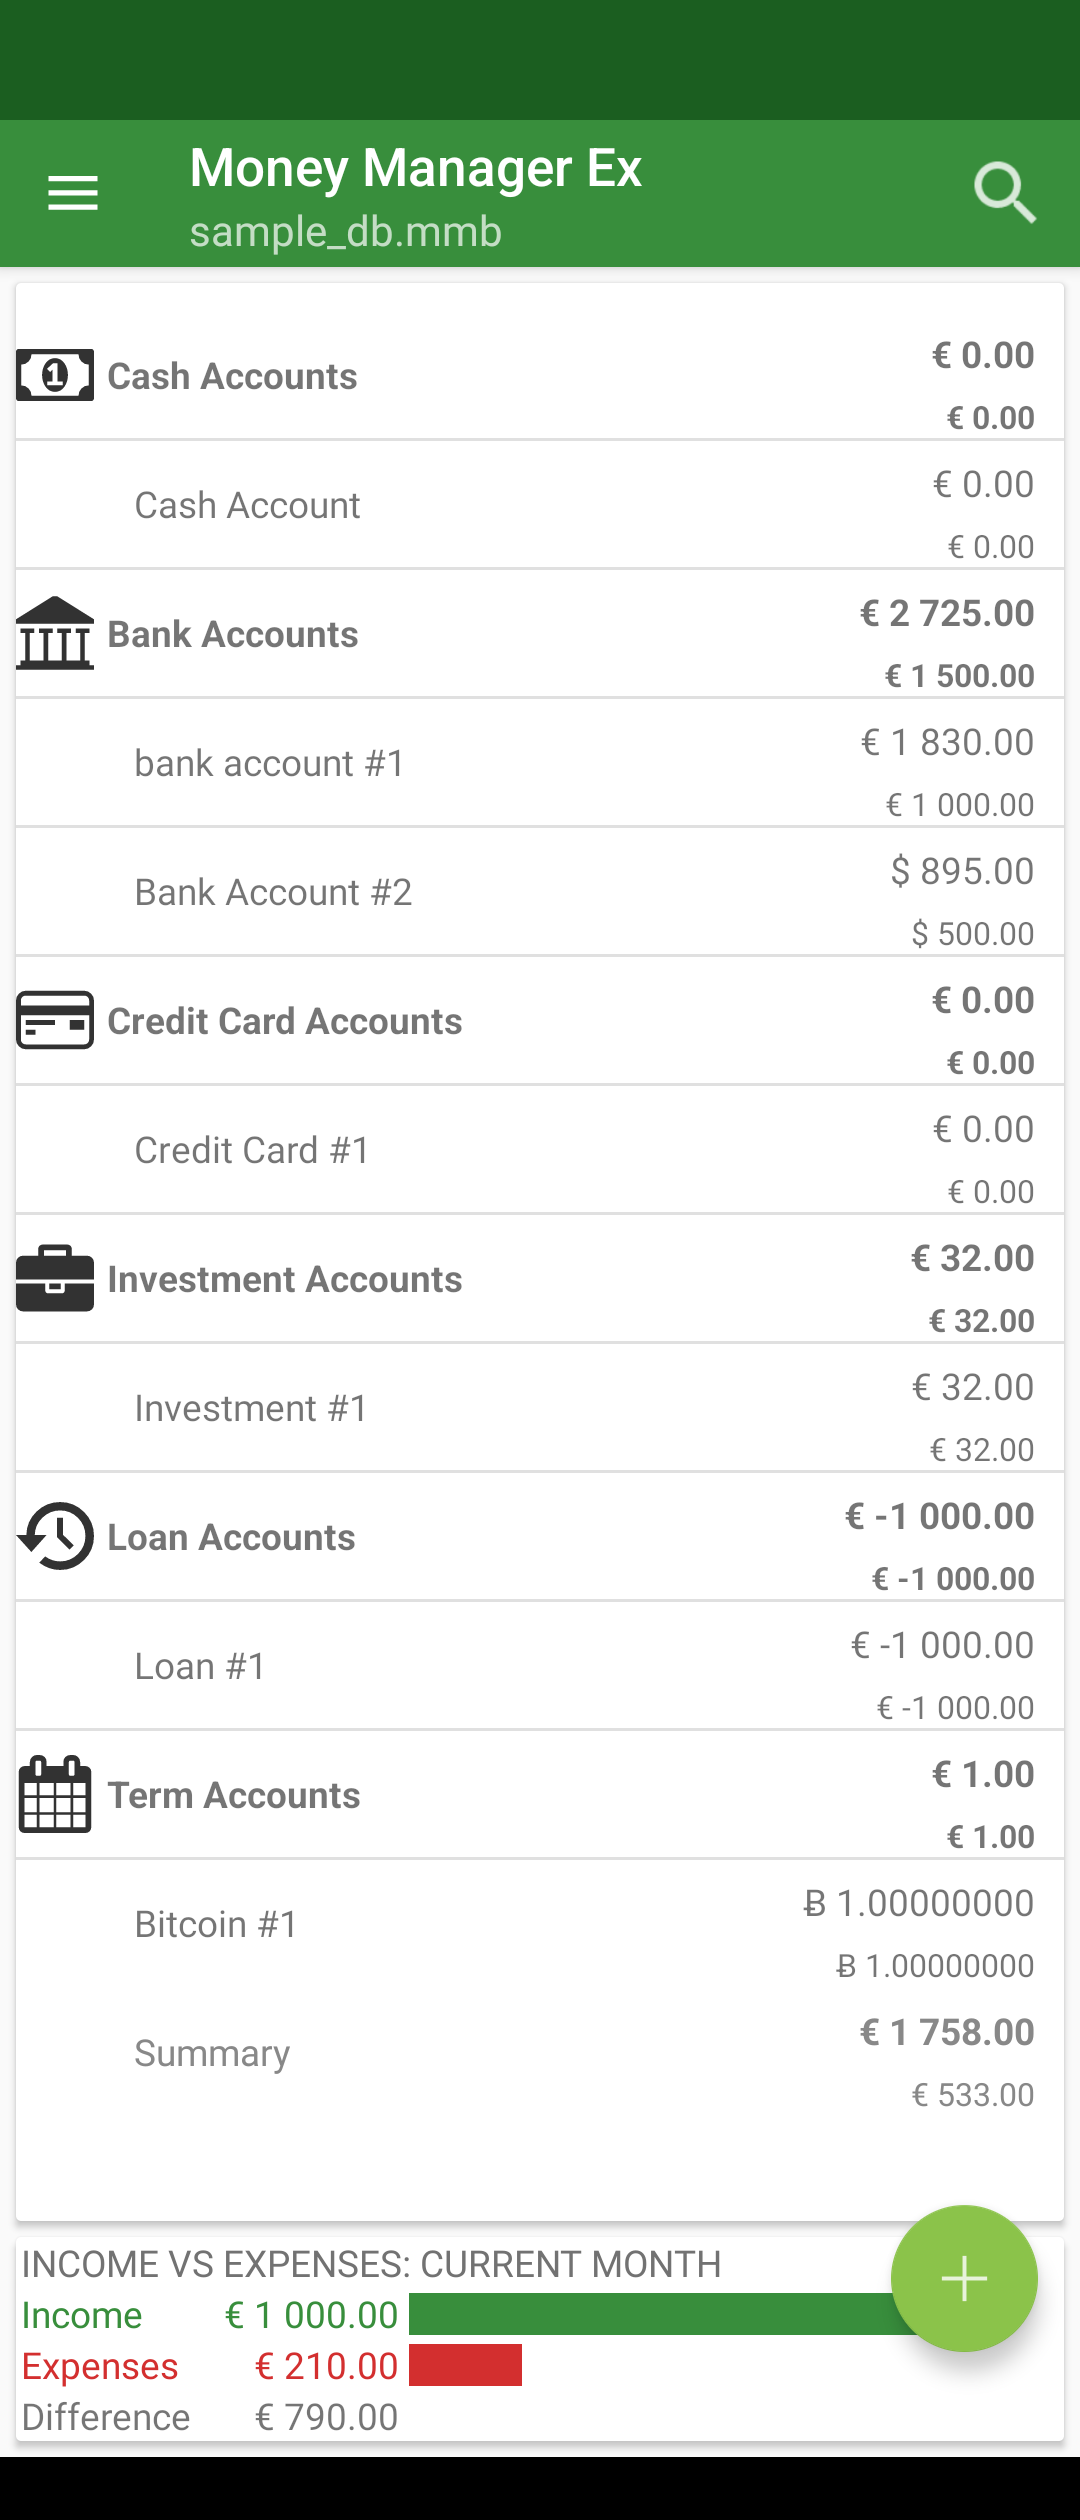 Money Manager Ex
sample_db.mmb
Cash Accounts
€ 0.00
€ 0.00
Cash Account
€ 0.00
€ 0.00
Bank Accounts
€ 2 725.00
€ 1 500.00
bank account #1
€ 1 830.00
€ 1 000.00
Bank Account #2
$ 895.00
$ 500.00
Credit Card Accounts
€ 0.00
€ 0.00
Credit Card #1
€ 0.00
€ 0.00
Investment Accounts
€ 32.00
€ 32.00
Investment #1
€ 32.00
€ 32.00
Loan Accounts
€ -1 000.00
€ -1 000.00
Loan #1
€ -1 000.00
€ -1 000.00
Term Accounts
€ 1.00
€ 1.00
Bitcoin #1
Ƀ 1.00000000
Ƀ 1.00000000
Summary
€ 1 758.00
€ 533.00
INCOME VS EXPENSES: CURRENT MONTH
Income € 1 000.00
Expenses € 210.00
Difference € 790.00